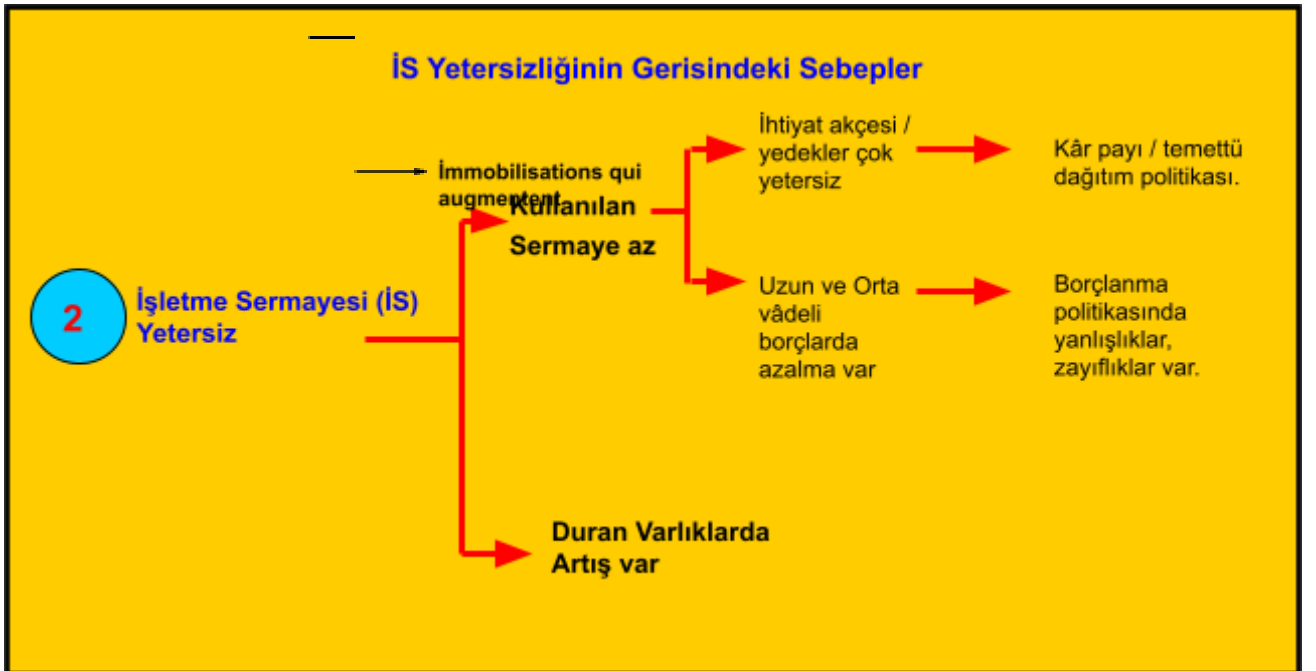 İS Yetersizliğinin Gerisindeki Sebepler
İmmobilisations qui
augmentent
Kullanılan
Sermaye az
İhtiyat akçesi /
yedekler çok
yetersiz
Kâr payı / temettü
dağıtım politikası.
2
İşletme Sermayesi (İS)
Yetersiz
Uzun ve Orta
vâdeli
borçlarda
azalma var
Borçlanma
politikasında
yanlışlıklar,
zayıflıklar var.
Duran Varlıklarda
Artış var